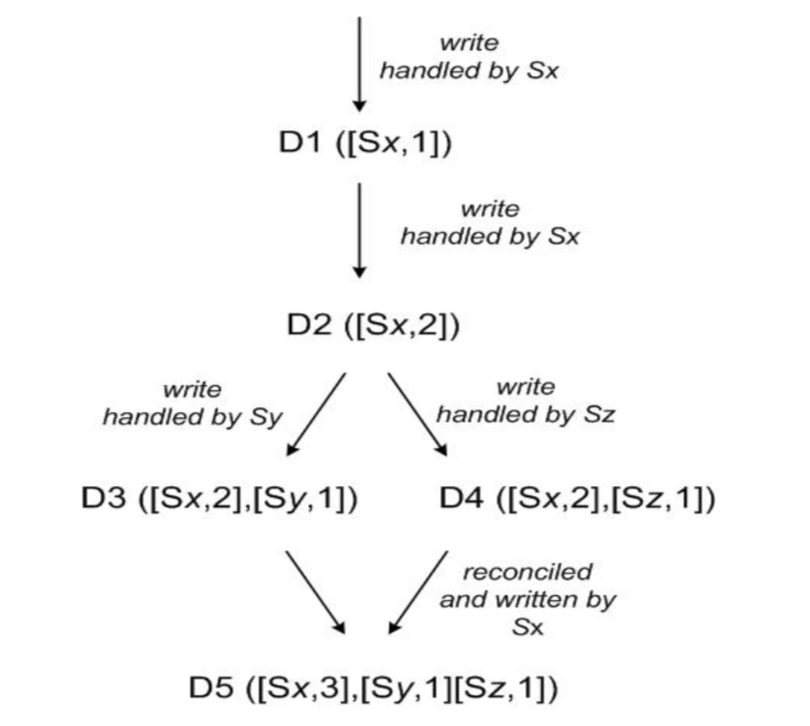 write
handled by Sx
D1 ([Sx,1])
write
handled by Sx
D2 ([Sx,2])
write
handled by Sy
write
handled by Sz
D3 ([Sx,2],[Sy,1])
D4 ([Sx,2],[Sz,1])
reconciled
and written by
Sx
D5 ([Sx,3],[Sy,1][Sz,1])